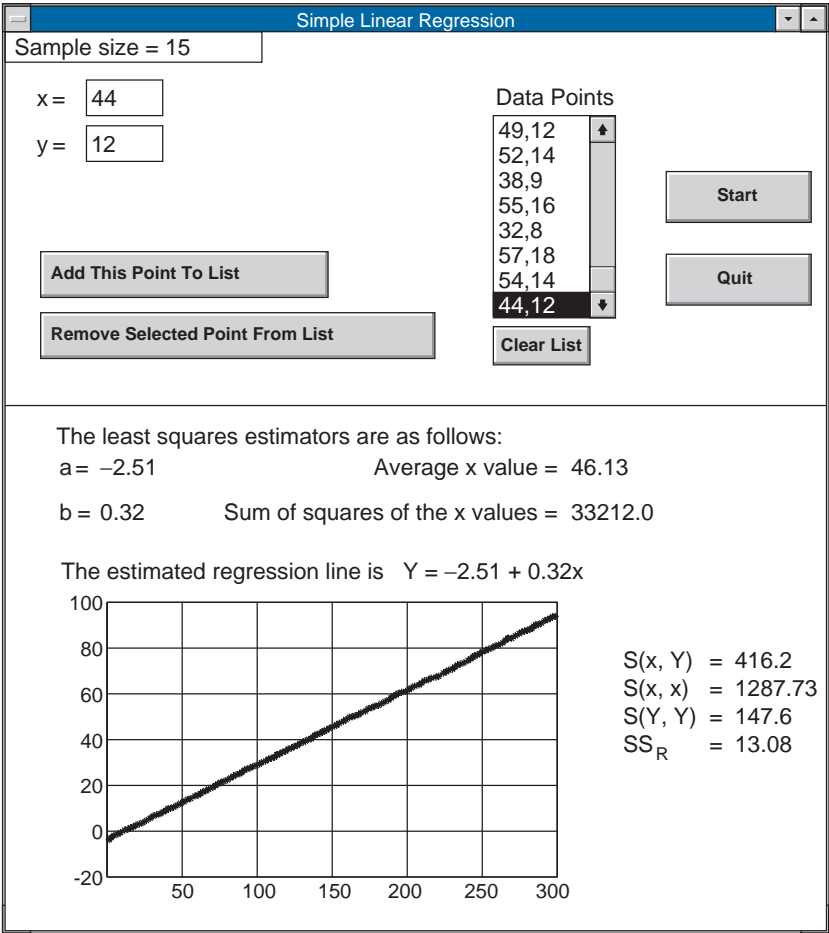 Simple Linear Regression
Sample size = 15
x = 44
y = 12
Data Points
49,12
52,14
38,9
55,16
32,8
57,18
54,14
44,12
Start
Quit
Add This Point To List
Remove Selected Point From List
Clear List
The least squares estimators are as follows:
a = −2.51 Average x value = 46.13
b = 0.32 Sum of squares of the x values = 33212.0
The estimated regression line is Y = −2.51 + 0.32x
100
80
60
40
20
0
-20
50 100 150 200 250 300
S(x, Y) = 416.2
S(x, x) = 1287.73
S(Y, Y) = 147.6
SS_R = 13.08